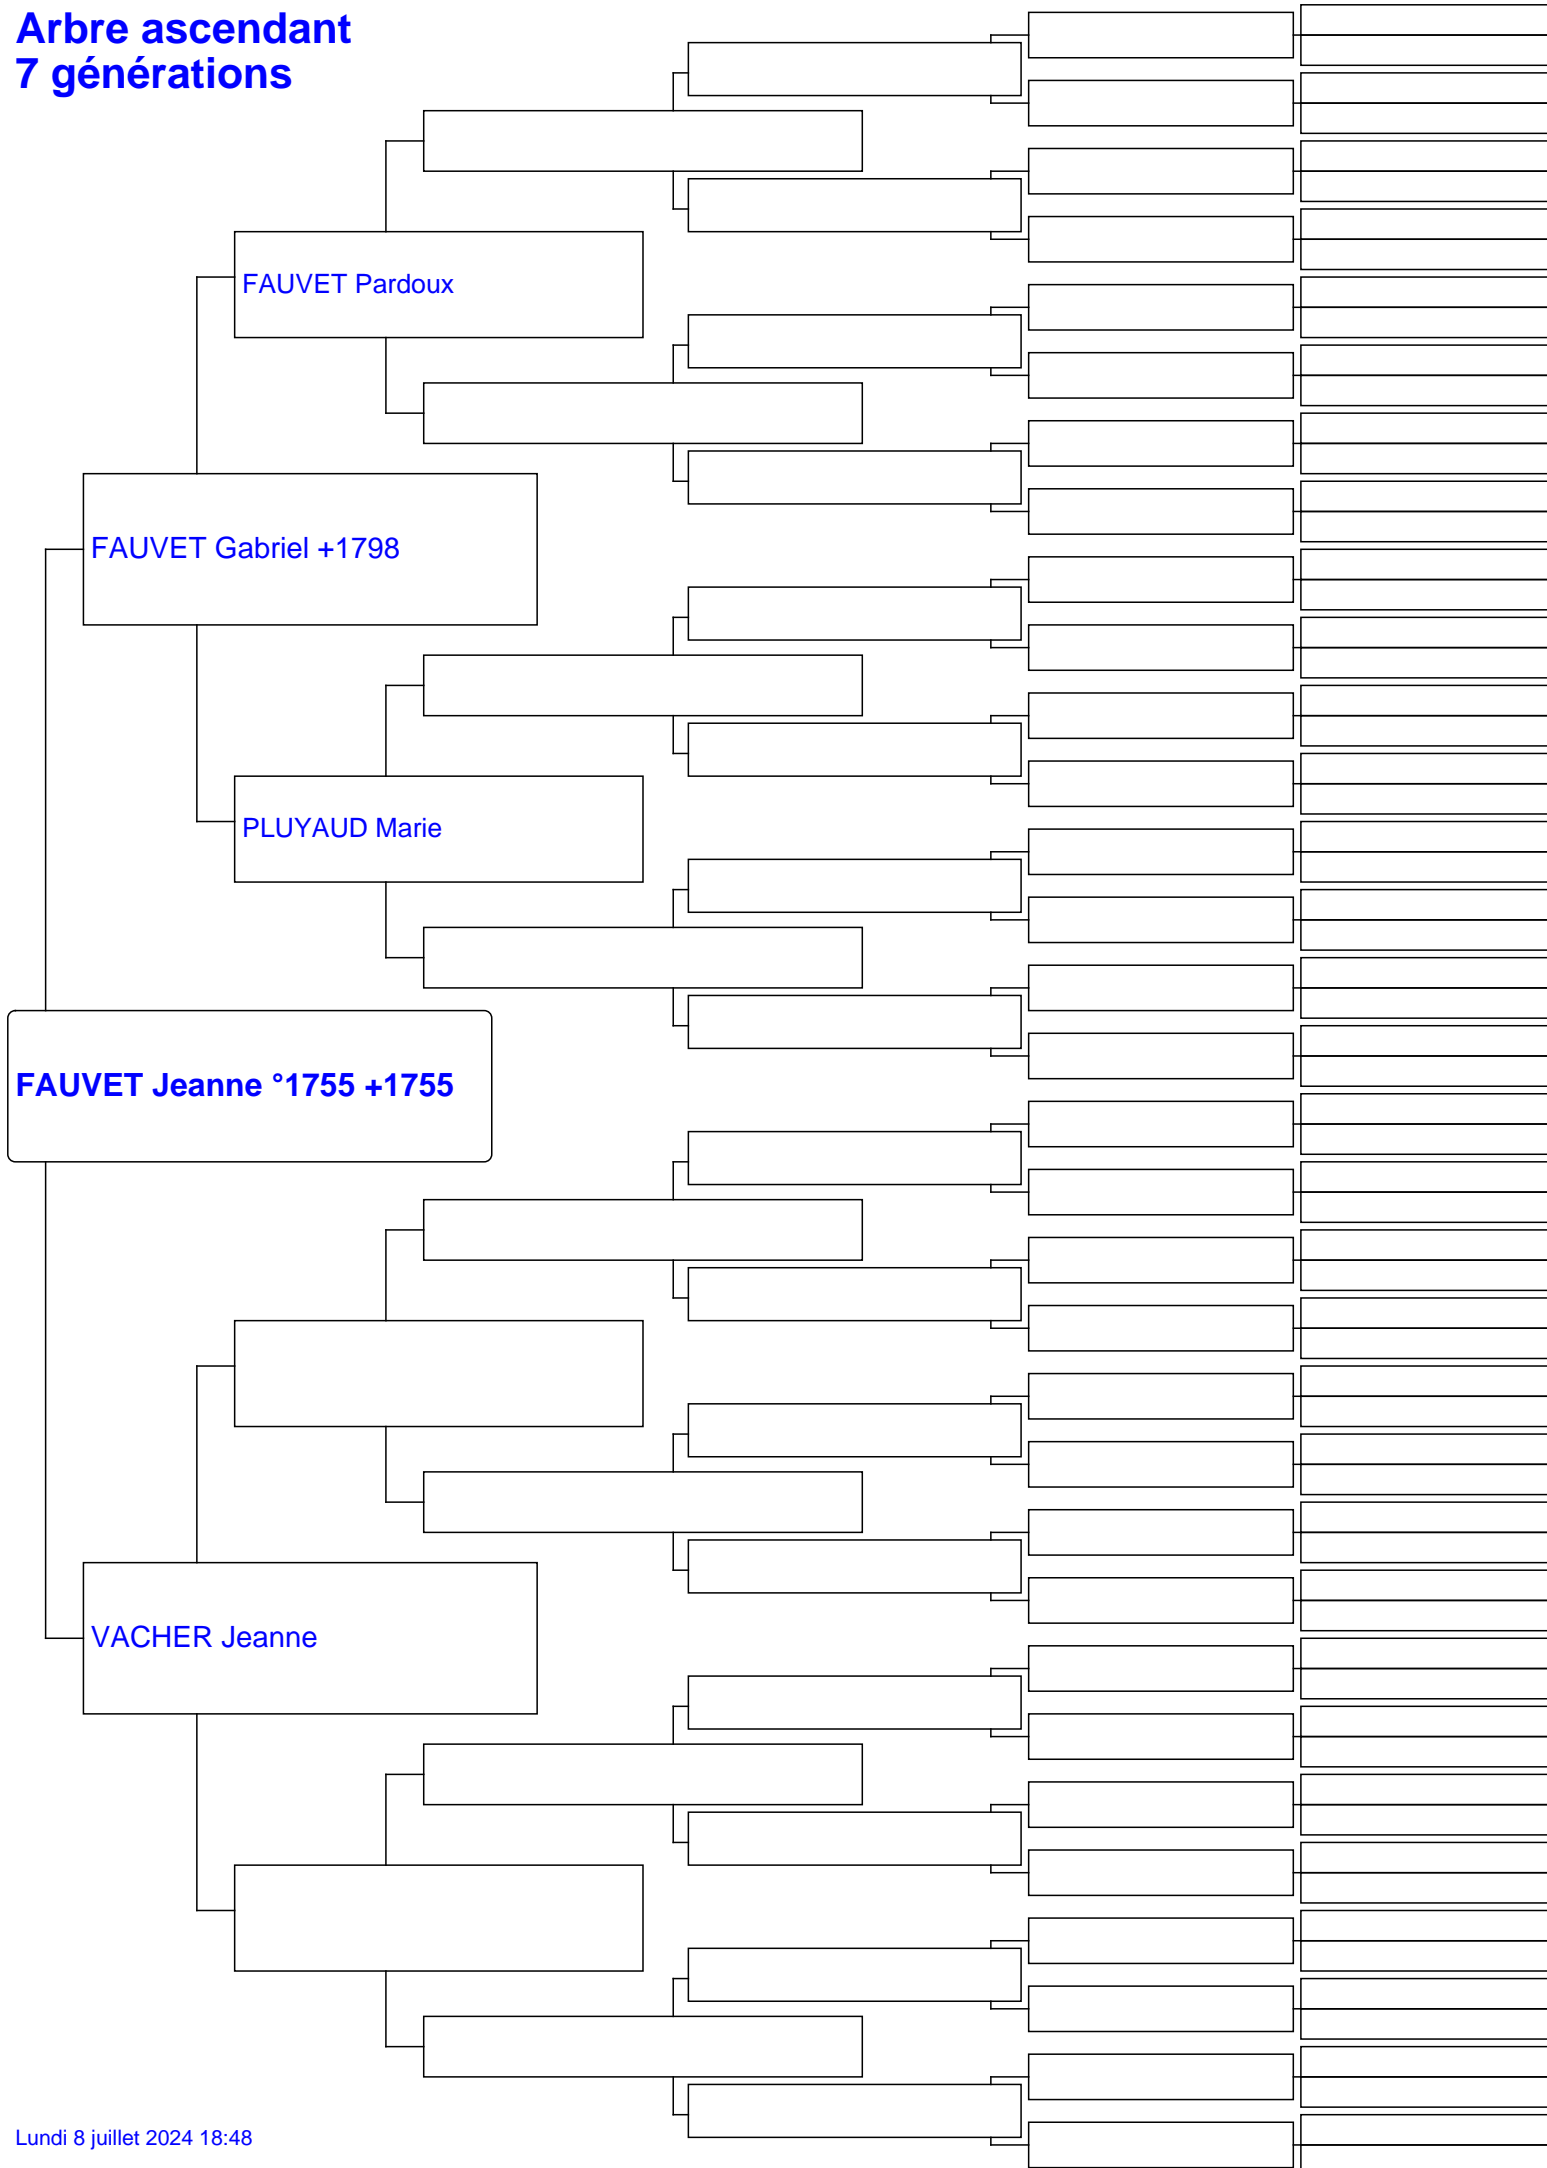 Arbre ascendant
7 générations
FAUVET Pardoux
FAUVET Gabriel +1798
PLUYAUD Marie
FAUVET Jeanne °1755 +1755
VACHER Jeanne
Lundi 8 juillet 2024 18:48